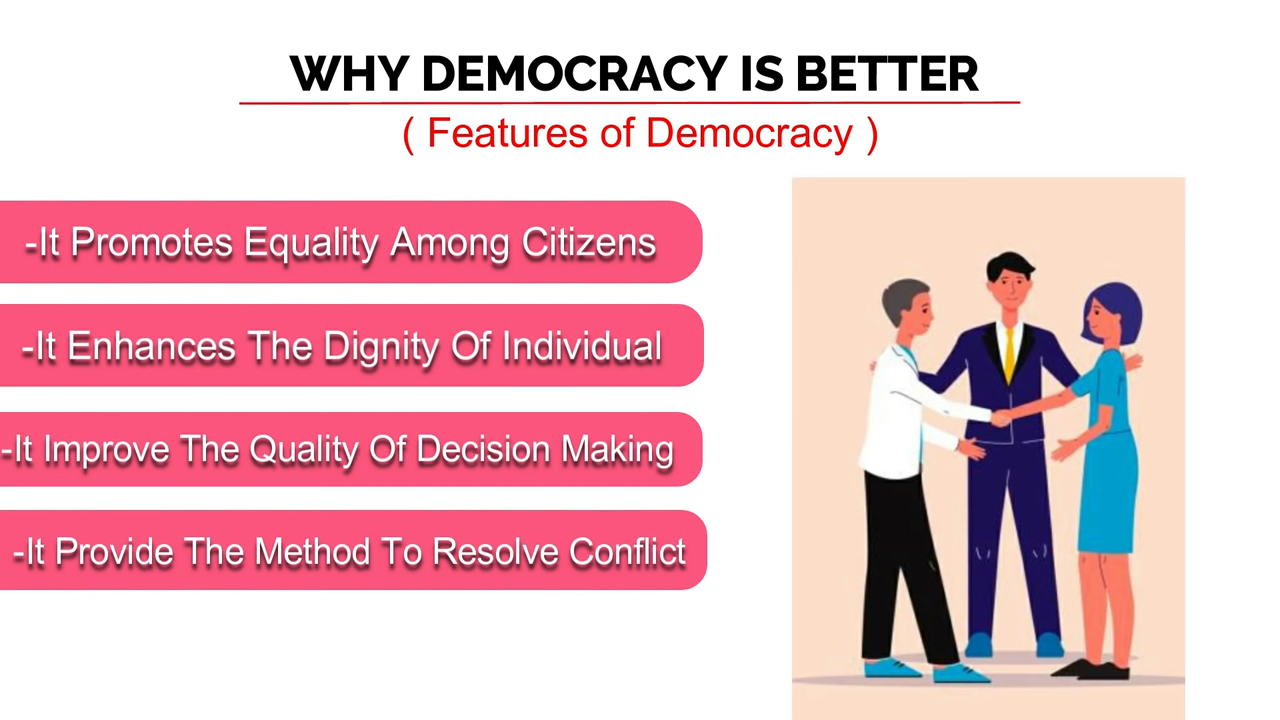 WHY DEMOCRACY IS BETTER
( Features of Democracy )
-It Promotes Equality Among Citizens
-It Enhances The Dignity Of Individual
-It Improve The Quality Of Decision Making
-It Provide The Method To Resolve Conflict